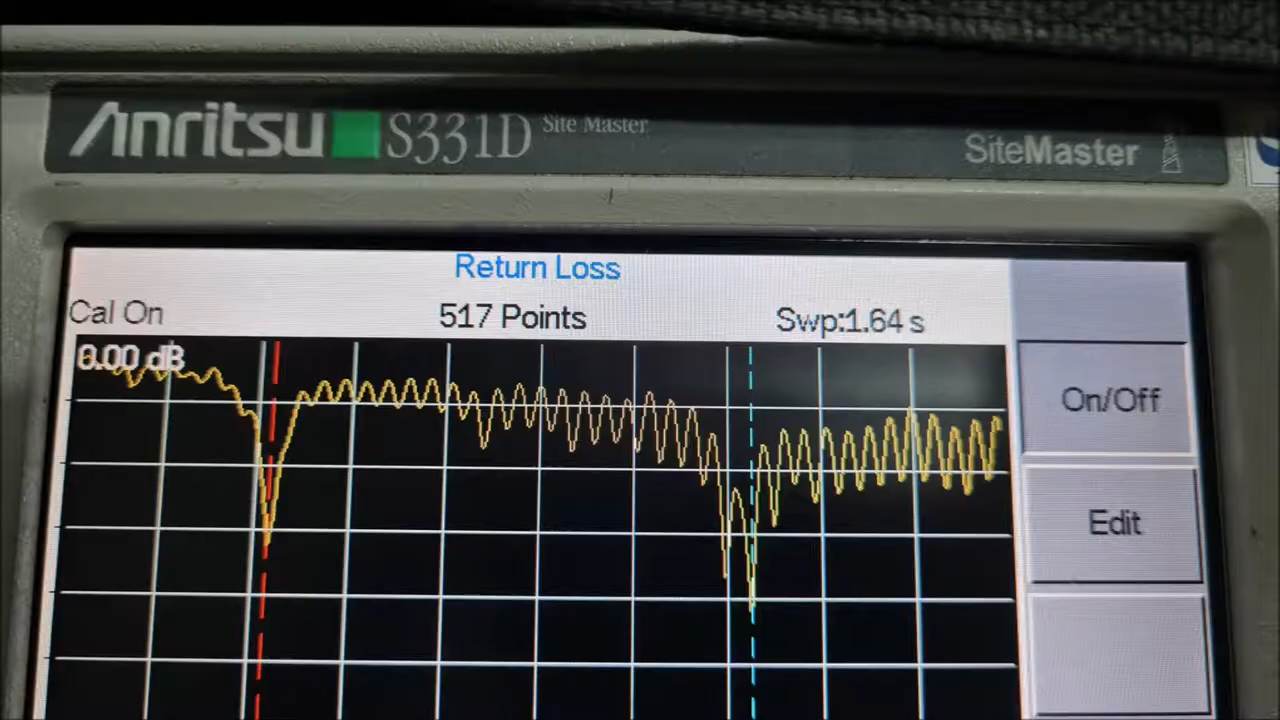 Anritsu S331D Site Master SiteMaster
Return Loss
Cal On 517 Points Swp:1.64 s
0.00 dB
On/Off
Edit